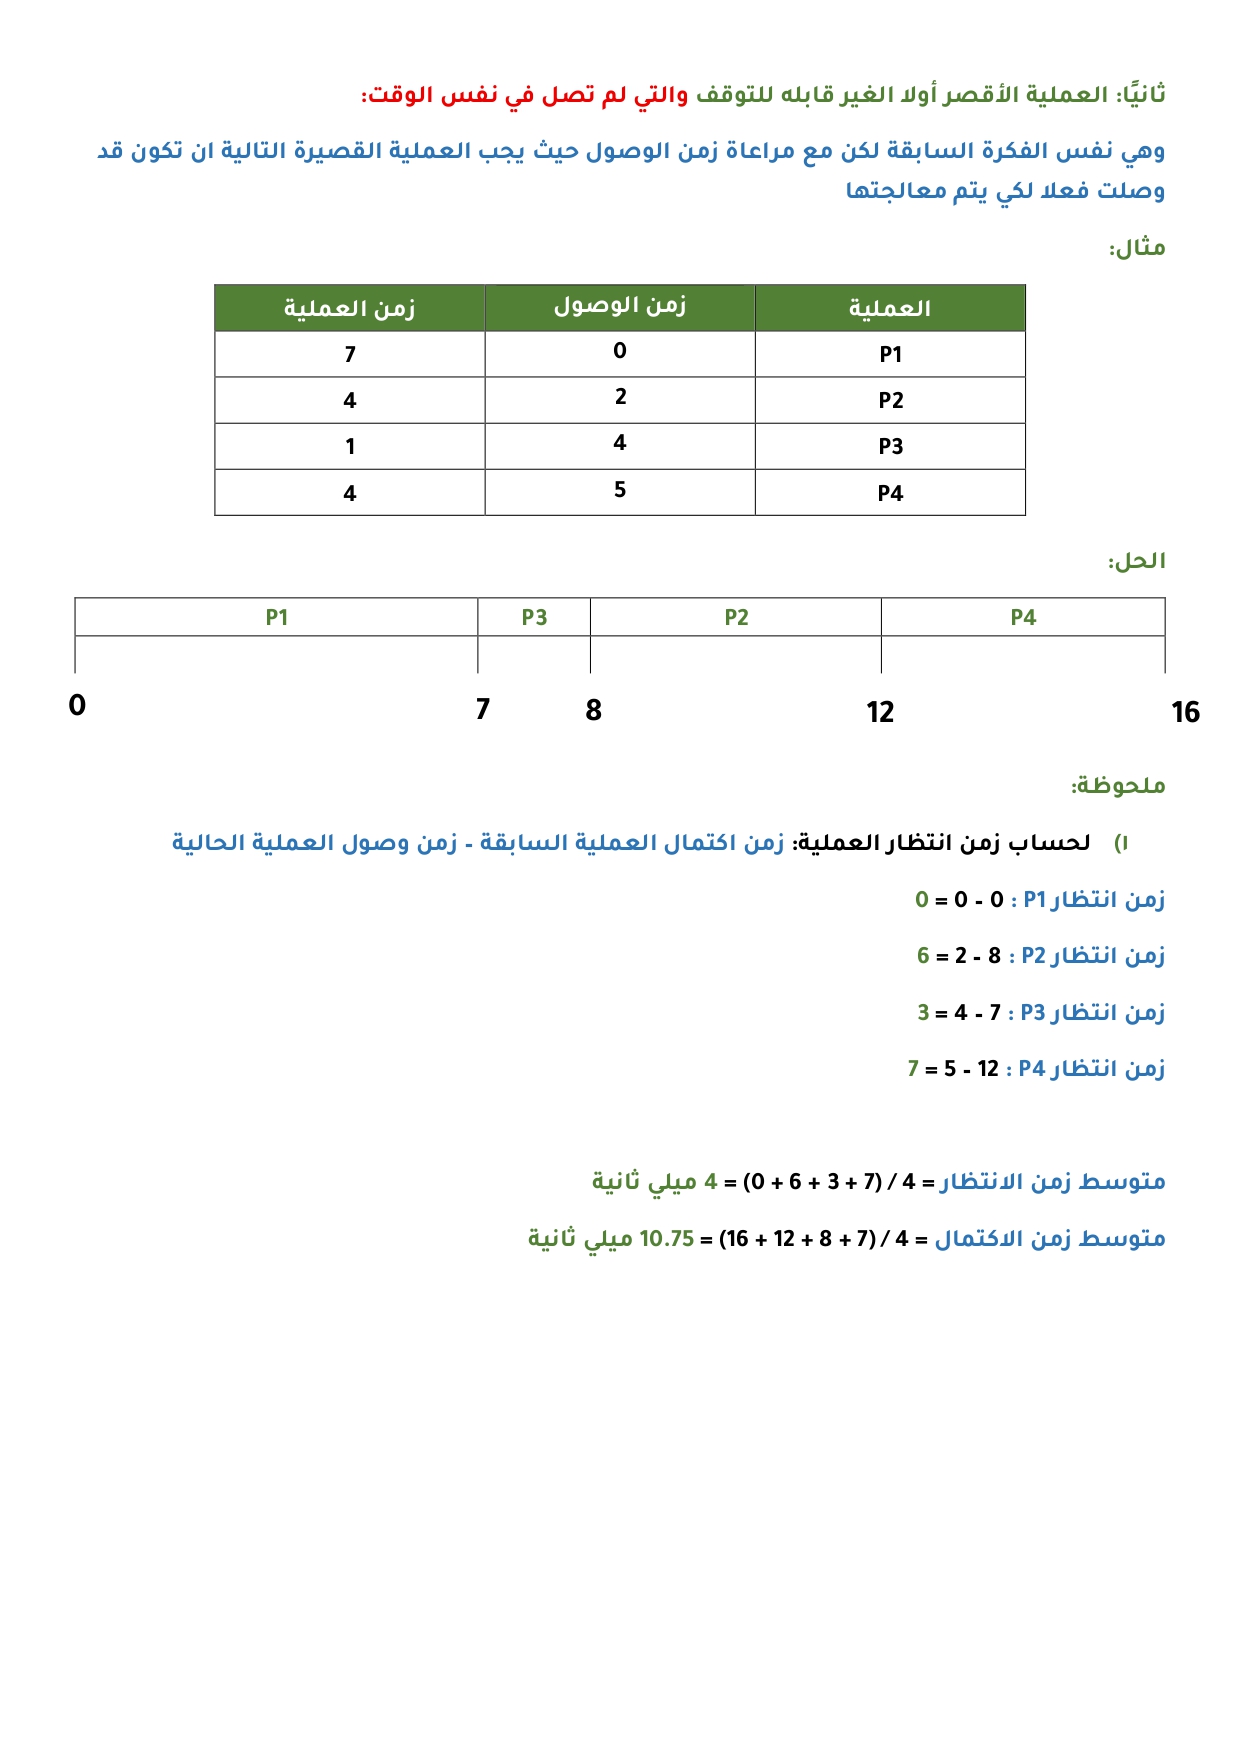 ثانيًا: العملية الأقصر أولا الغير قابله للتوقف والتي لم تصل في نفس الوقت:
وهي نفس الفكرة السابقة لكن مع مراعاة زمن الوصول حيث يجب العملية القصيرة التالية ان تكون قد
وصلت فعلا لكي يتم معالجتها
مثال:
العملية زمن الوصول زمن العملية
P1 0 7
P2 2 4
P3 4 1
P4 5 4
الحل:
P1 P3 P2 P4
0 7 8 12 16
ملحوظة:
١) لحساب زمن انتظار العملية: زمن اكتمال العملية السابقة – زمن وصول العملية الحالية
زمن انتظار P1 : 0 – 0 = 0
زمن انتظار P2 : 8 – 2 = 6
زمن انتظار P3 : 7 – 4 = 3
زمن انتظار P4 : 12 – 5 = 7
متوسط زمن الانتظار = (0 + 6 + 3 + 7) / 4 = 4 ميلي ثانية
متوسط زمن الاكتمال = (16 + 12 + 8 + 7) / 4 = 10.75 ميلي ثانية